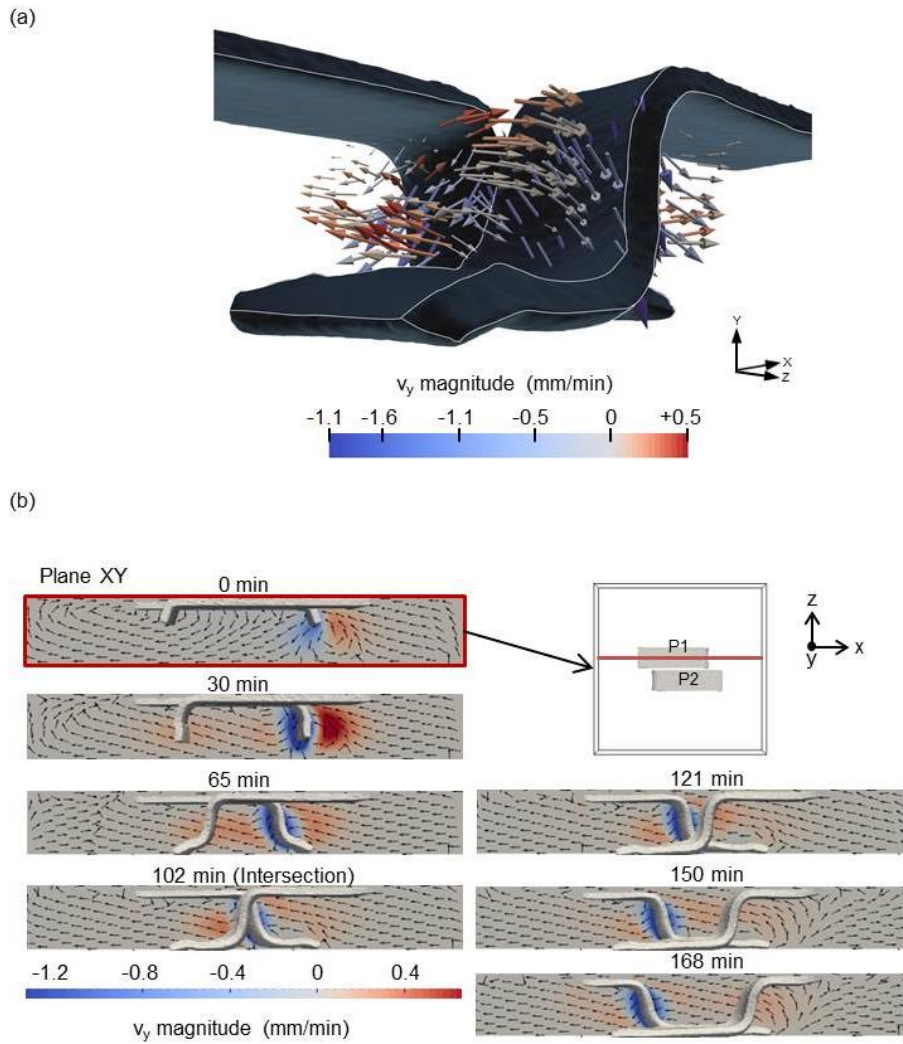 (a)
Y
X
Z
vy magnitude (mm/min)
-1.1 -1.6 -1.1 -0.5 0 +0.5
(b)
Plane XY
0 min
z
P1
x
y
P2
30 min
65 min
121 min
102 min (Intersection)
150 min
168 min
-1.2 -0.8 -0.4 0 0.4
vy magnitude (mm/min)